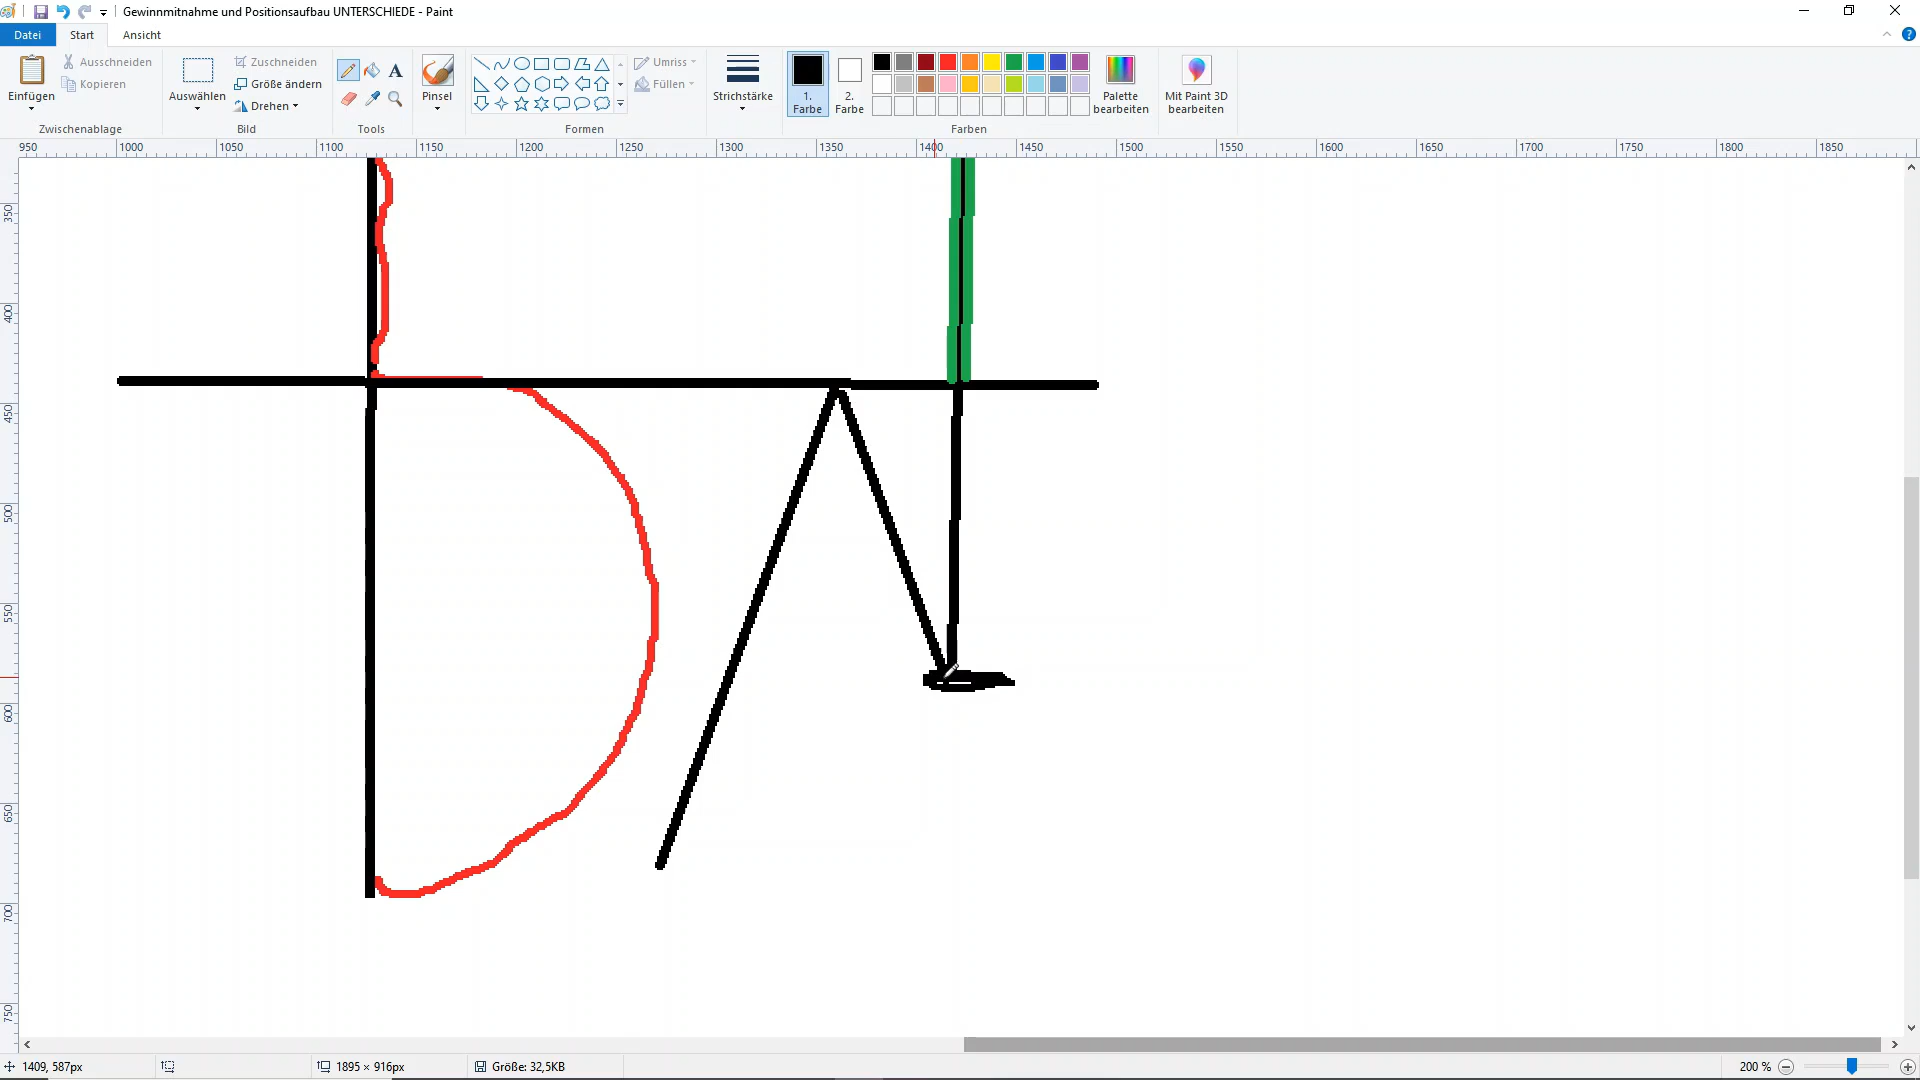 Gewinnmitnahme und Positionsaufbau UNTERSCHIEDE - Paint
Datei Start Ansicht
Einfügen Ausschneiden Kopieren
Auswählen Zuschneiden Größe ändern Drehen
A
Pinsel
Umriss Füllen
Strichstärke
1. Farbe 2. Farbe
Palette bearbeiten
Mit Paint 3D bearbeiten
Zwischenablage Bild Tools Formen Farben
950 1000 1050 1100 1150 1200 1250 1300 1350 1400 1450 1500 1550 1600 1650 1700 1750 1800 1850
350
400
450
500
550
600
650
700
750
1409, 587px 1895 × 916px Größe: 32,5KB 200 %